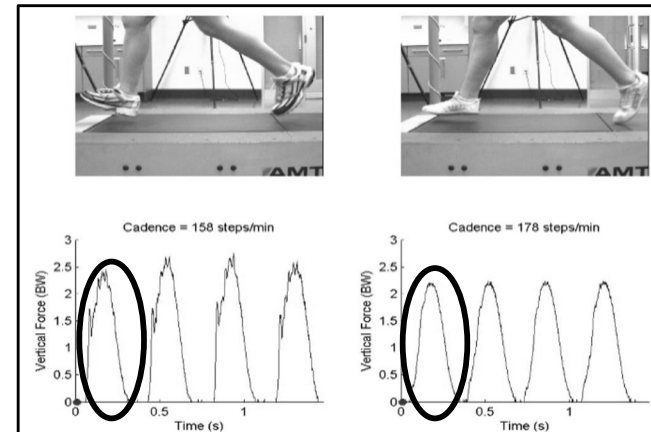 AMT
AMT
Cadence = 158 steps/min
Cadence = 178 steps/min
Vertical Force (BW)
3
2.5
2
1.5
1
0.5
0
0 0.5 1
Time (s)
Vertical Force (BW)
3
2.5
2
1.5
1
0.5
0
0 0.5 1
Time (s)